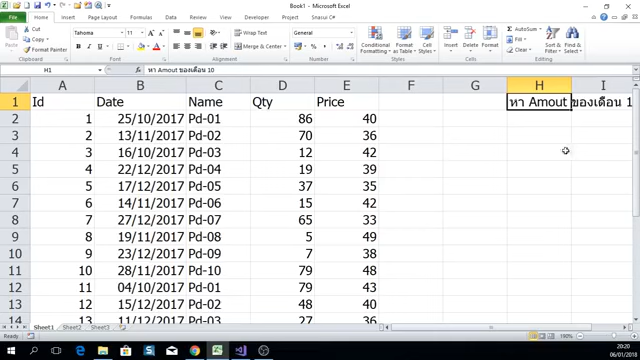 Book1 - Microsoft Excel
File Home Insert Page Layout Formulas Data Review View Developer Power Pivot Snazui C#
Cut
Copy
Format Painter
Clipboard
Tahoma 11
Font
Wrap Text
Merge & Center
Alignment
General
Number
Conditional Formatting
Format as Table
Cell Styles
Styles
Insert Delete Format
Cells
AutoSum
Fill
Clear
Sort & Filter
Find & Select
Editing
H1 fx หา Amout ของเดือน 10
A B C D E F G H I
1 Id Date Name Qty Price หา Amout ของเดือน 1
2 1 25/10/2017 Pd-01 86 40
3 2 13/11/2017 Pd-02 70 36
4 3 16/10/2017 Pd-03 12 42
5 4 22/12/2017 Pd-04 19 39
6 5 17/12/2017 Pd-05 37 35
7 6 14/11/2017 Pd-06 15 42
8 7 27/12/2017 Pd-07 65 33
9 8 19/11/2017 Pd-08 5 49
10 9 23/12/2017 Pd-09 7 38
11 10 28/11/2017 Pd-10 79 48
12 11 04/10/2017 Pd-01 79 43
13 12 15/12/2017 Pd-02 48 40
14 13 11/12/2017 Pd-03 27 36
Sheet1 Sheet2 Sheet3
Ready
190%
20:20
06/01/2018